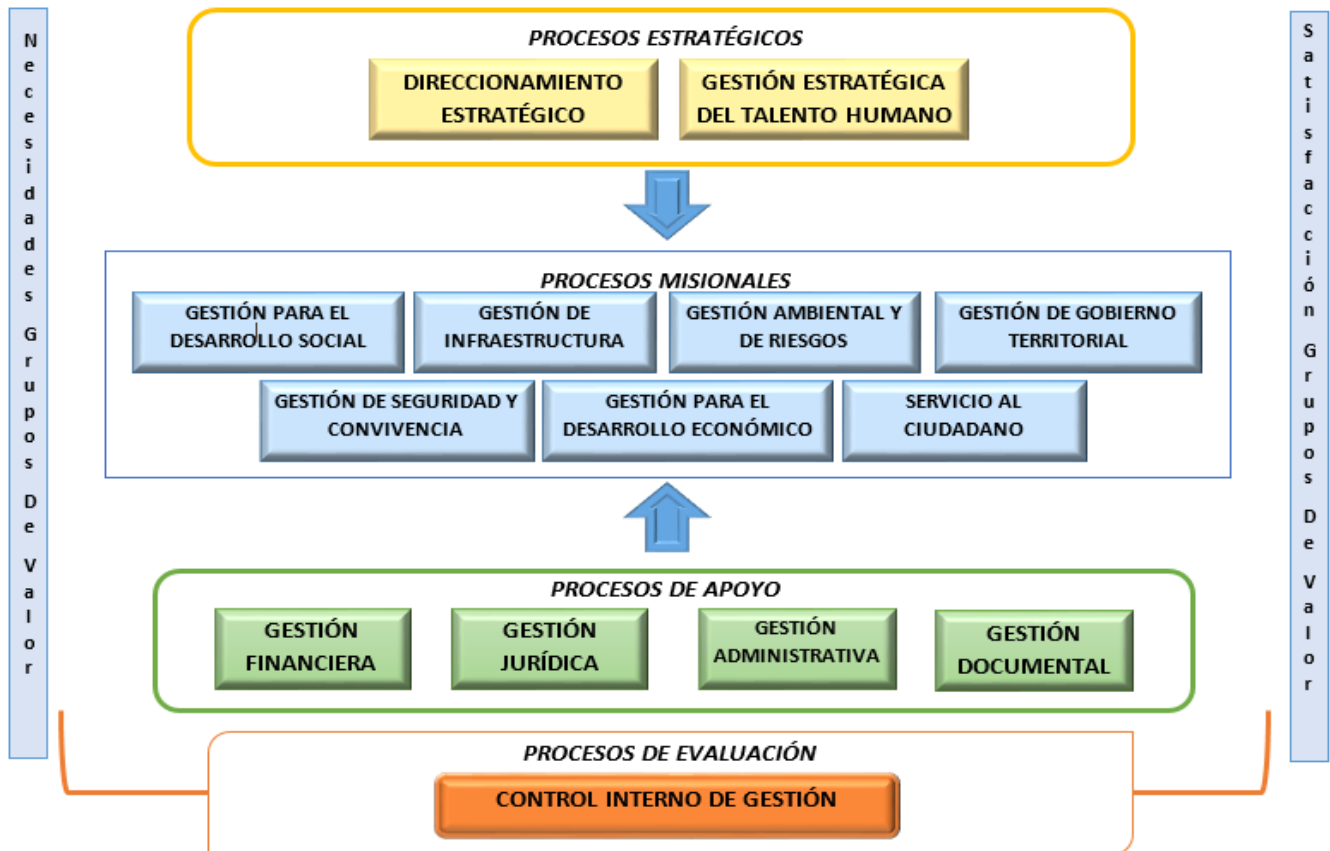 Necesidades Grupos De Valor
PROCESOS ESTRATÉGICOS
DIRECCIONAMIENTO
ESTRATÉGICO
GESTIÓN ESTRATÉGICA
DEL TALENTO HUMANO
PROCESOS MISIONALES
GESTIÓN PARA EL
DESARROLLO SOCIAL
GESTIÓN DE
INFRAESTRUCTURA
GESTIÓN AMBIENTAL Y
DE RIESGOS
GESTIÓN DE GOBIERNO
TERRITORIAL
GESTIÓN DE SEGURIDAD Y
CONVIVENCIA
GESTIÓN PARA EL
DESARROLLO ECONÓMICO
SERVICIO AL
CIUDADANO
PROCESOS DE APOYO
GESTIÓN
FINANCIERA
GESTIÓN
JURÍDICA
GESTIÓN
ADMINISTRATIVA
GESTIÓN
DOCUMENTAL
PROCESOS DE EVALUACIÓN
CONTROL INTERNO DE GESTIÓN
Satisfacción Grupos De Valor